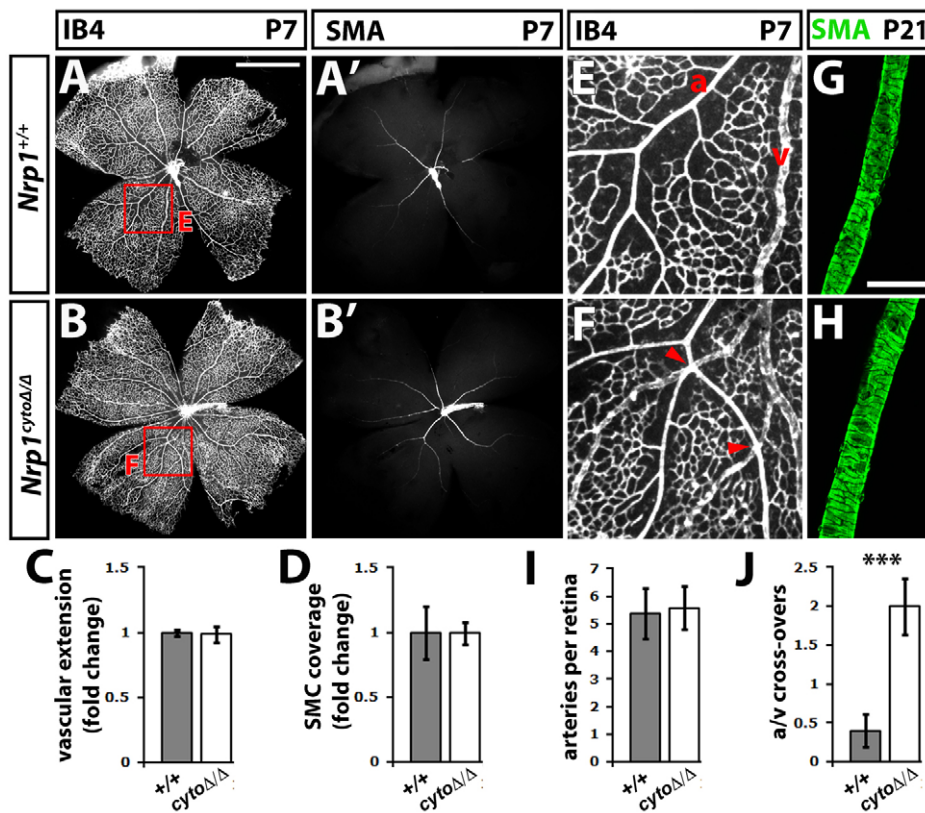 IB4 P7
SMA P7
IB4 P7
SMA P21
Nrp1+/+
A
E
A′
E
a
v
G
Nrp1cytoΔ/Δ
B
F
B′
F
H
C
vascular extension
(fold change)
1.5
1
0.5
0
+/+
cytoΔ/Δ
D
SMC coverage
(fold change)
1.5
1
0.5
0
+/+
cytoΔ/Δ
I
arteries per retina
7
6
5
4
3
2
1
0
+/+
cytoΔ/Δ
J
***
a/v cross-overs
2.5
2
1.5
1
0.5
0
+/+
cytoΔ/Δ